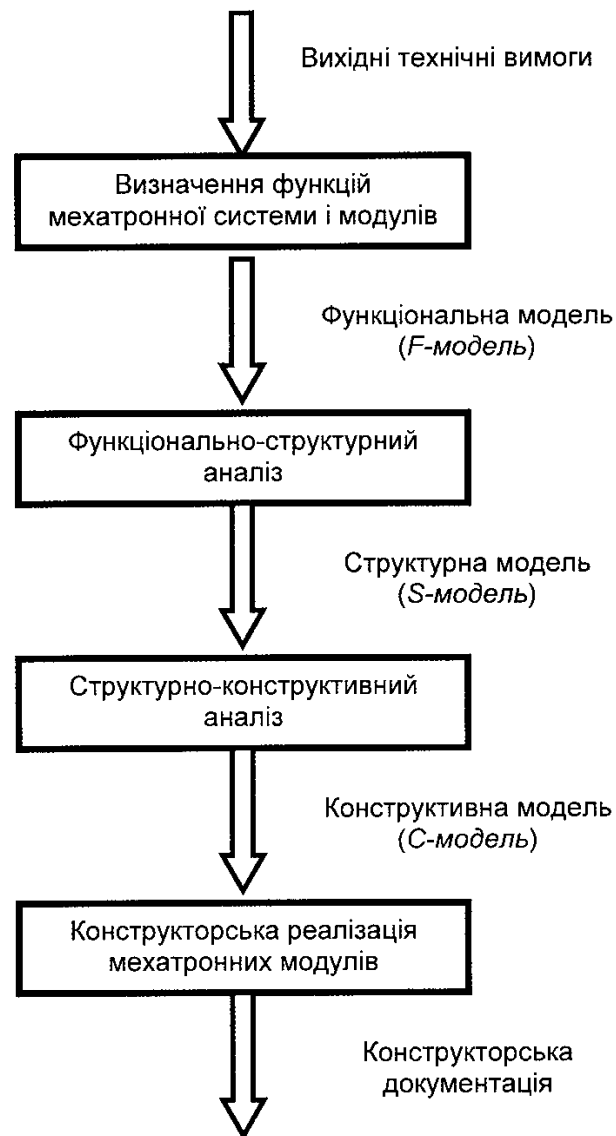 Вихідні технічні вимоги
Визначення функцій
мехатронної системи і модулів
Функціональна модель
(F-модель)
Функціонально-структурний
аналіз
Структурна модель
(S-модель)
Структурно-конструктивний
аналіз
Конструктивна модель
(C-модель)
Конструкторська реалізація
мехатронних модулів
Конструкторська
документація